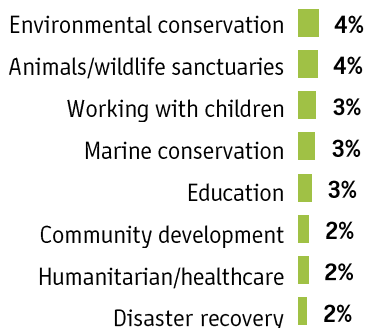 Environmental conservation 4%
Animals/wildlife sanctuaries 4%
Working with children 3%
Marine conservation 3%
Education 3%
Community development 2%
Humanitarian/healthcare 2%
Disaster recovery 2%